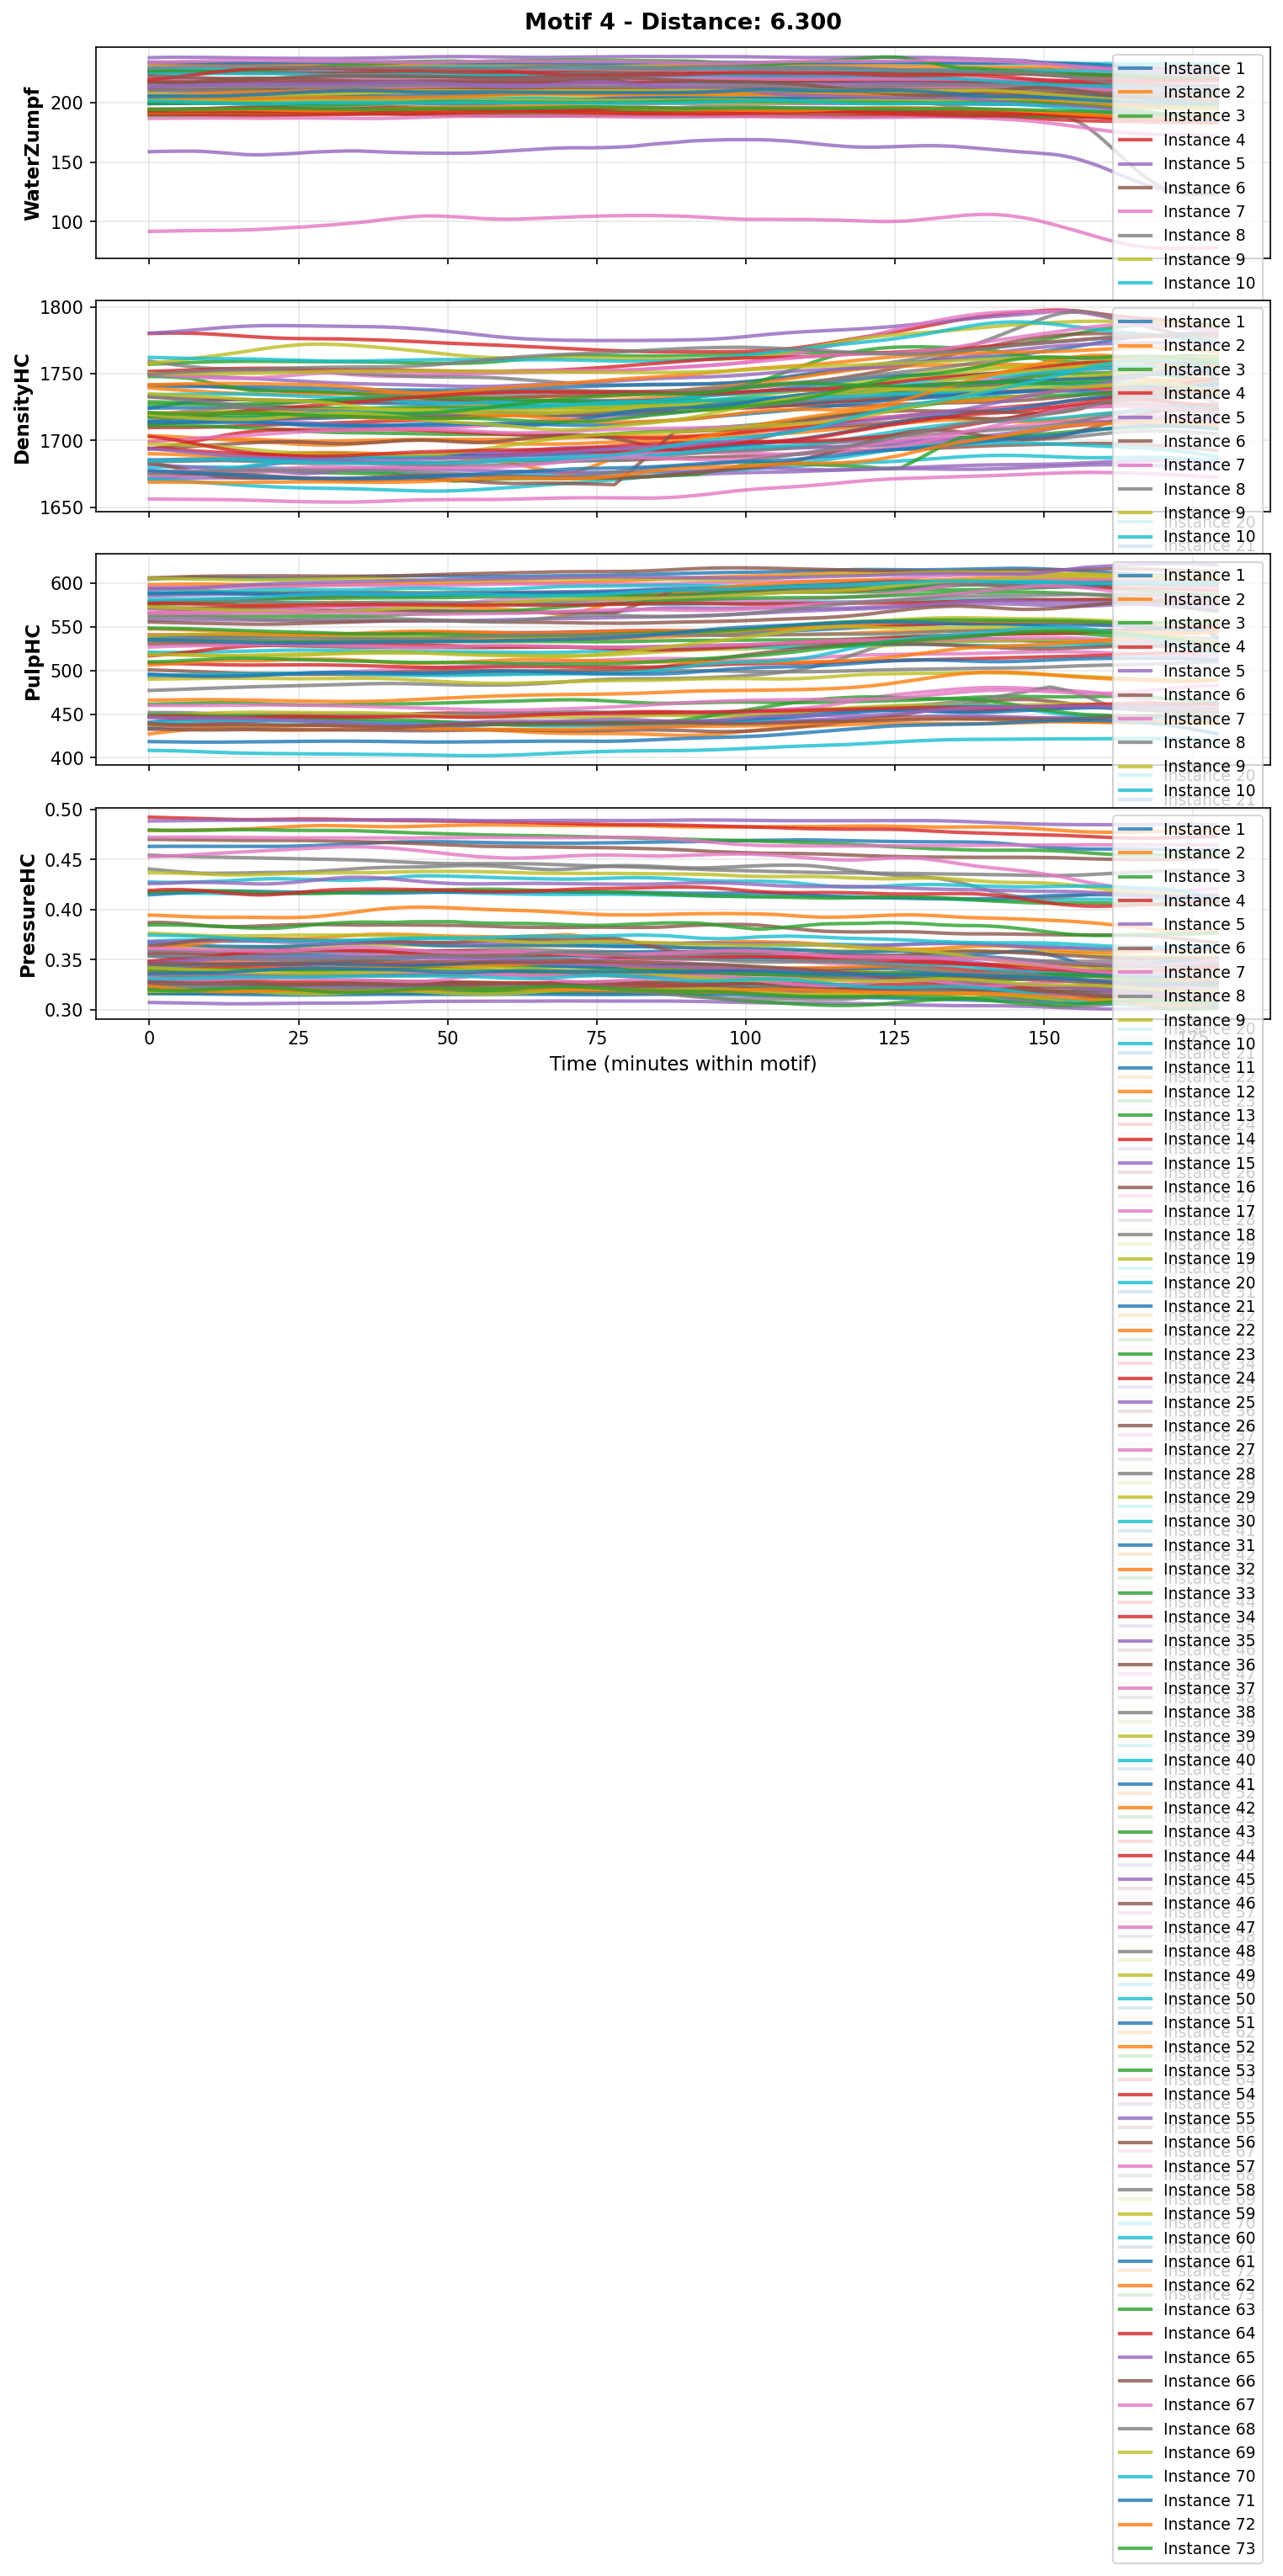 Motif 4 - Distance: 6.300
WaterZumpf
200
150
100
Instance 1
Instance 2
Instance 3
Instance 4
Instance 5
Instance 6
Instance 7
Instance 8
Instance 9
Instance 10
DensityHC
1800
1750
1700
1650
Instance 1
Instance 2
Instance 3
Instance 4
Instance 5
Instance 6
Instance 7
Instance 8
Instance 9
Instance 20
Instance 10
Instance 21
PulpHC
600
550
500
450
400
Instance 1
Instance 2
Instance 3
Instance 4
Instance 5
Instance 6
Instance 7
Instance 8
Instance 9
Instance 20
Instance 10
Instance 21
PressureHC
0.50
0.45
0.40
0.35
0.30
0
25
50
75
100
125
150
175
Time (minutes within motif)
Instance 1
Instance 2
Instance 3
Instance 4
Instance 5
Instance 6
Instance 7
Instance 8
Instance 9
Instance 10
Instance 11
Instance 12
Instance 13
Instance 14
Instance 15
Instance 16
Instance 17
Instance 18
Instance 19
Instance 20
Instance 21
Instance 22
Instance 23
Instance 24
Instance 25
Instance 26
Instance 27
Instance 28
Instance 29
Instance 30
Instance 31
Instance 32
Instance 33
Instance 34
Instance 35
Instance 36
Instance 37
Instance 38
Instance 39
Instance 40
Instance 41
Instance 42
Instance 43
Instance 44
Instance 45
Instance 46
Instance 47
Instance 48
Instance 49
Instance 50
Instance 51
Instance 52
Instance 53
Instance 54
Instance 55
Instance 56
Instance 57
Instance 58
Instance 59
Instance 60
Instance 61
Instance 62
Instance 63
Instance 64
Instance 65
Instance 66
Instance 67
Instance 68
Instance 69
Instance 70
Instance 71
Instance 72
Instance 73